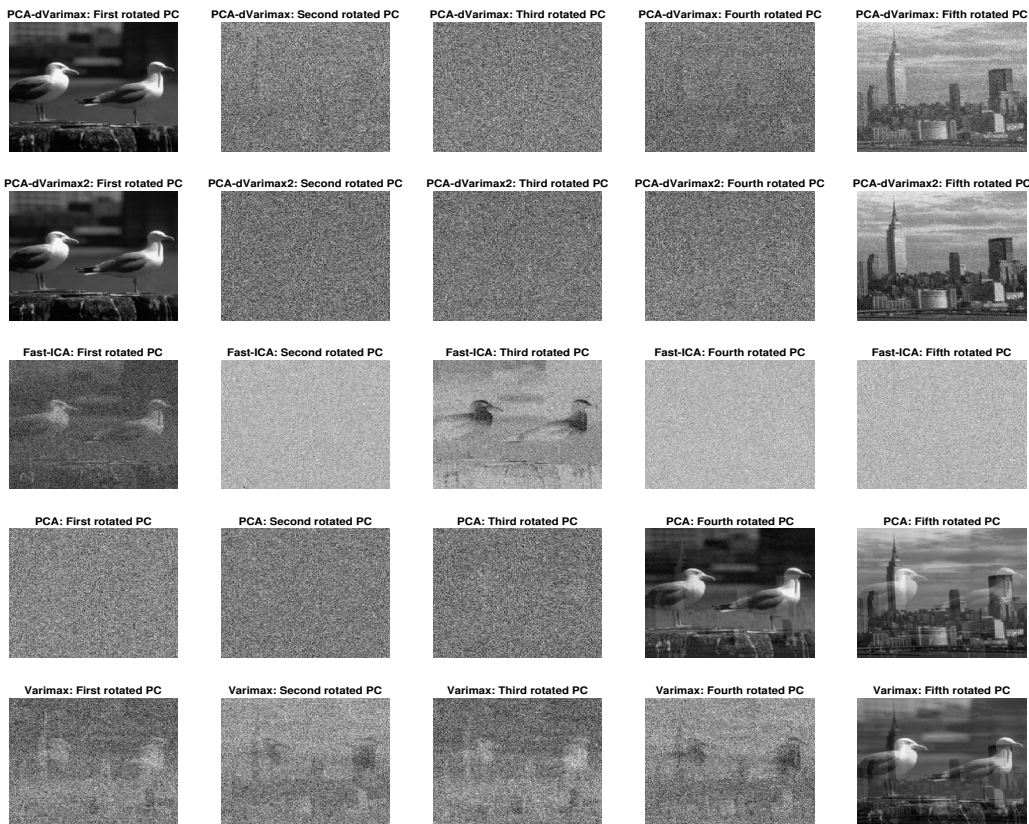 PCA-dVarimax: First rotated PC
PCA-dVarimax: Second rotated PC
PCA-dVarimax: Third rotated PC
PCA-dVarimax: Fourth rotated PC
PCA-dVarimax: Fifth rotated PC
PCA-dVarimax2: First rotated PC
PCA-dVarimax2: Second rotated PC
PCA-dVarimax2: Third rotated PC
PCA-dVarimax2: Fourth rotated PC
PCA-dVarimax2: Fifth rotated PC
Fast-ICA: First rotated PC
Fast-ICA: Second rotated PC
Fast-ICA: Third rotated PC
Fast-ICA: Fourth rotated PC
Fast-ICA: Fifth rotated PC
PCA: First rotated PC
PCA: Second rotated PC
PCA: Third rotated PC
PCA: Fourth rotated PC
PCA: Fifth rotated PC
Varimax: First rotated PC
Varimax: Second rotated PC
Varimax: Third rotated PC
Varimax: Fourth rotated PC
Varimax: Fifth rotated PC